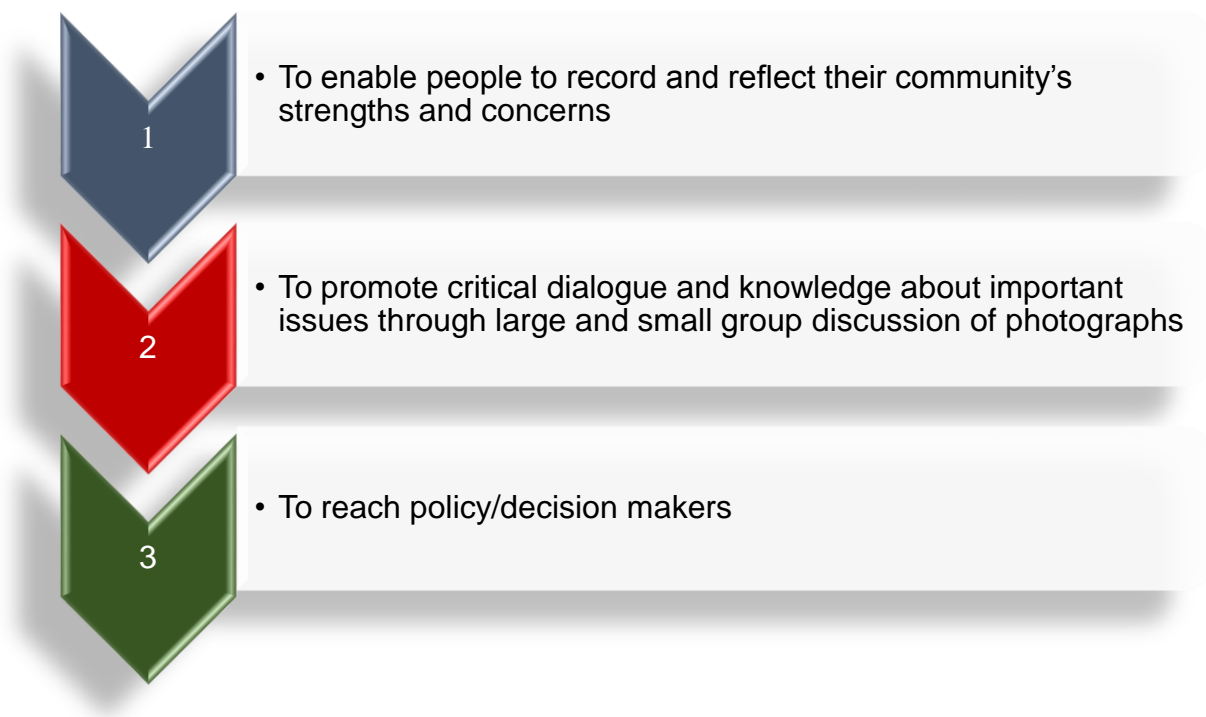 1
• To enable people to record and reflect their community’s
strengths and concerns
2
• To promote critical dialogue and knowledge about important
issues through large and small group discussion of photographs
3
• To reach policy/decision makers